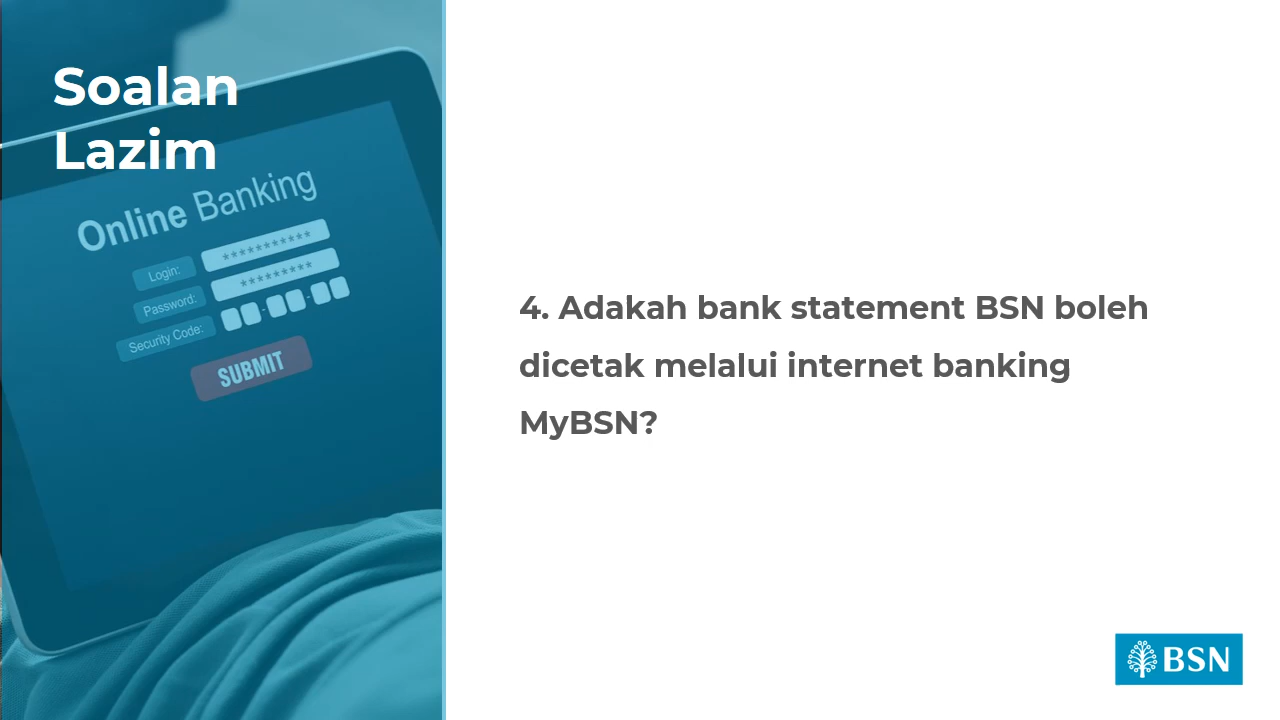 Soalan
Lazim
Online Banking
Login:
***********
Password:
*********
Security Code:
SUBMIT
4. Adakah bank statement BSN boleh
dicetak melalui internet banking
MyBSN?
BSN